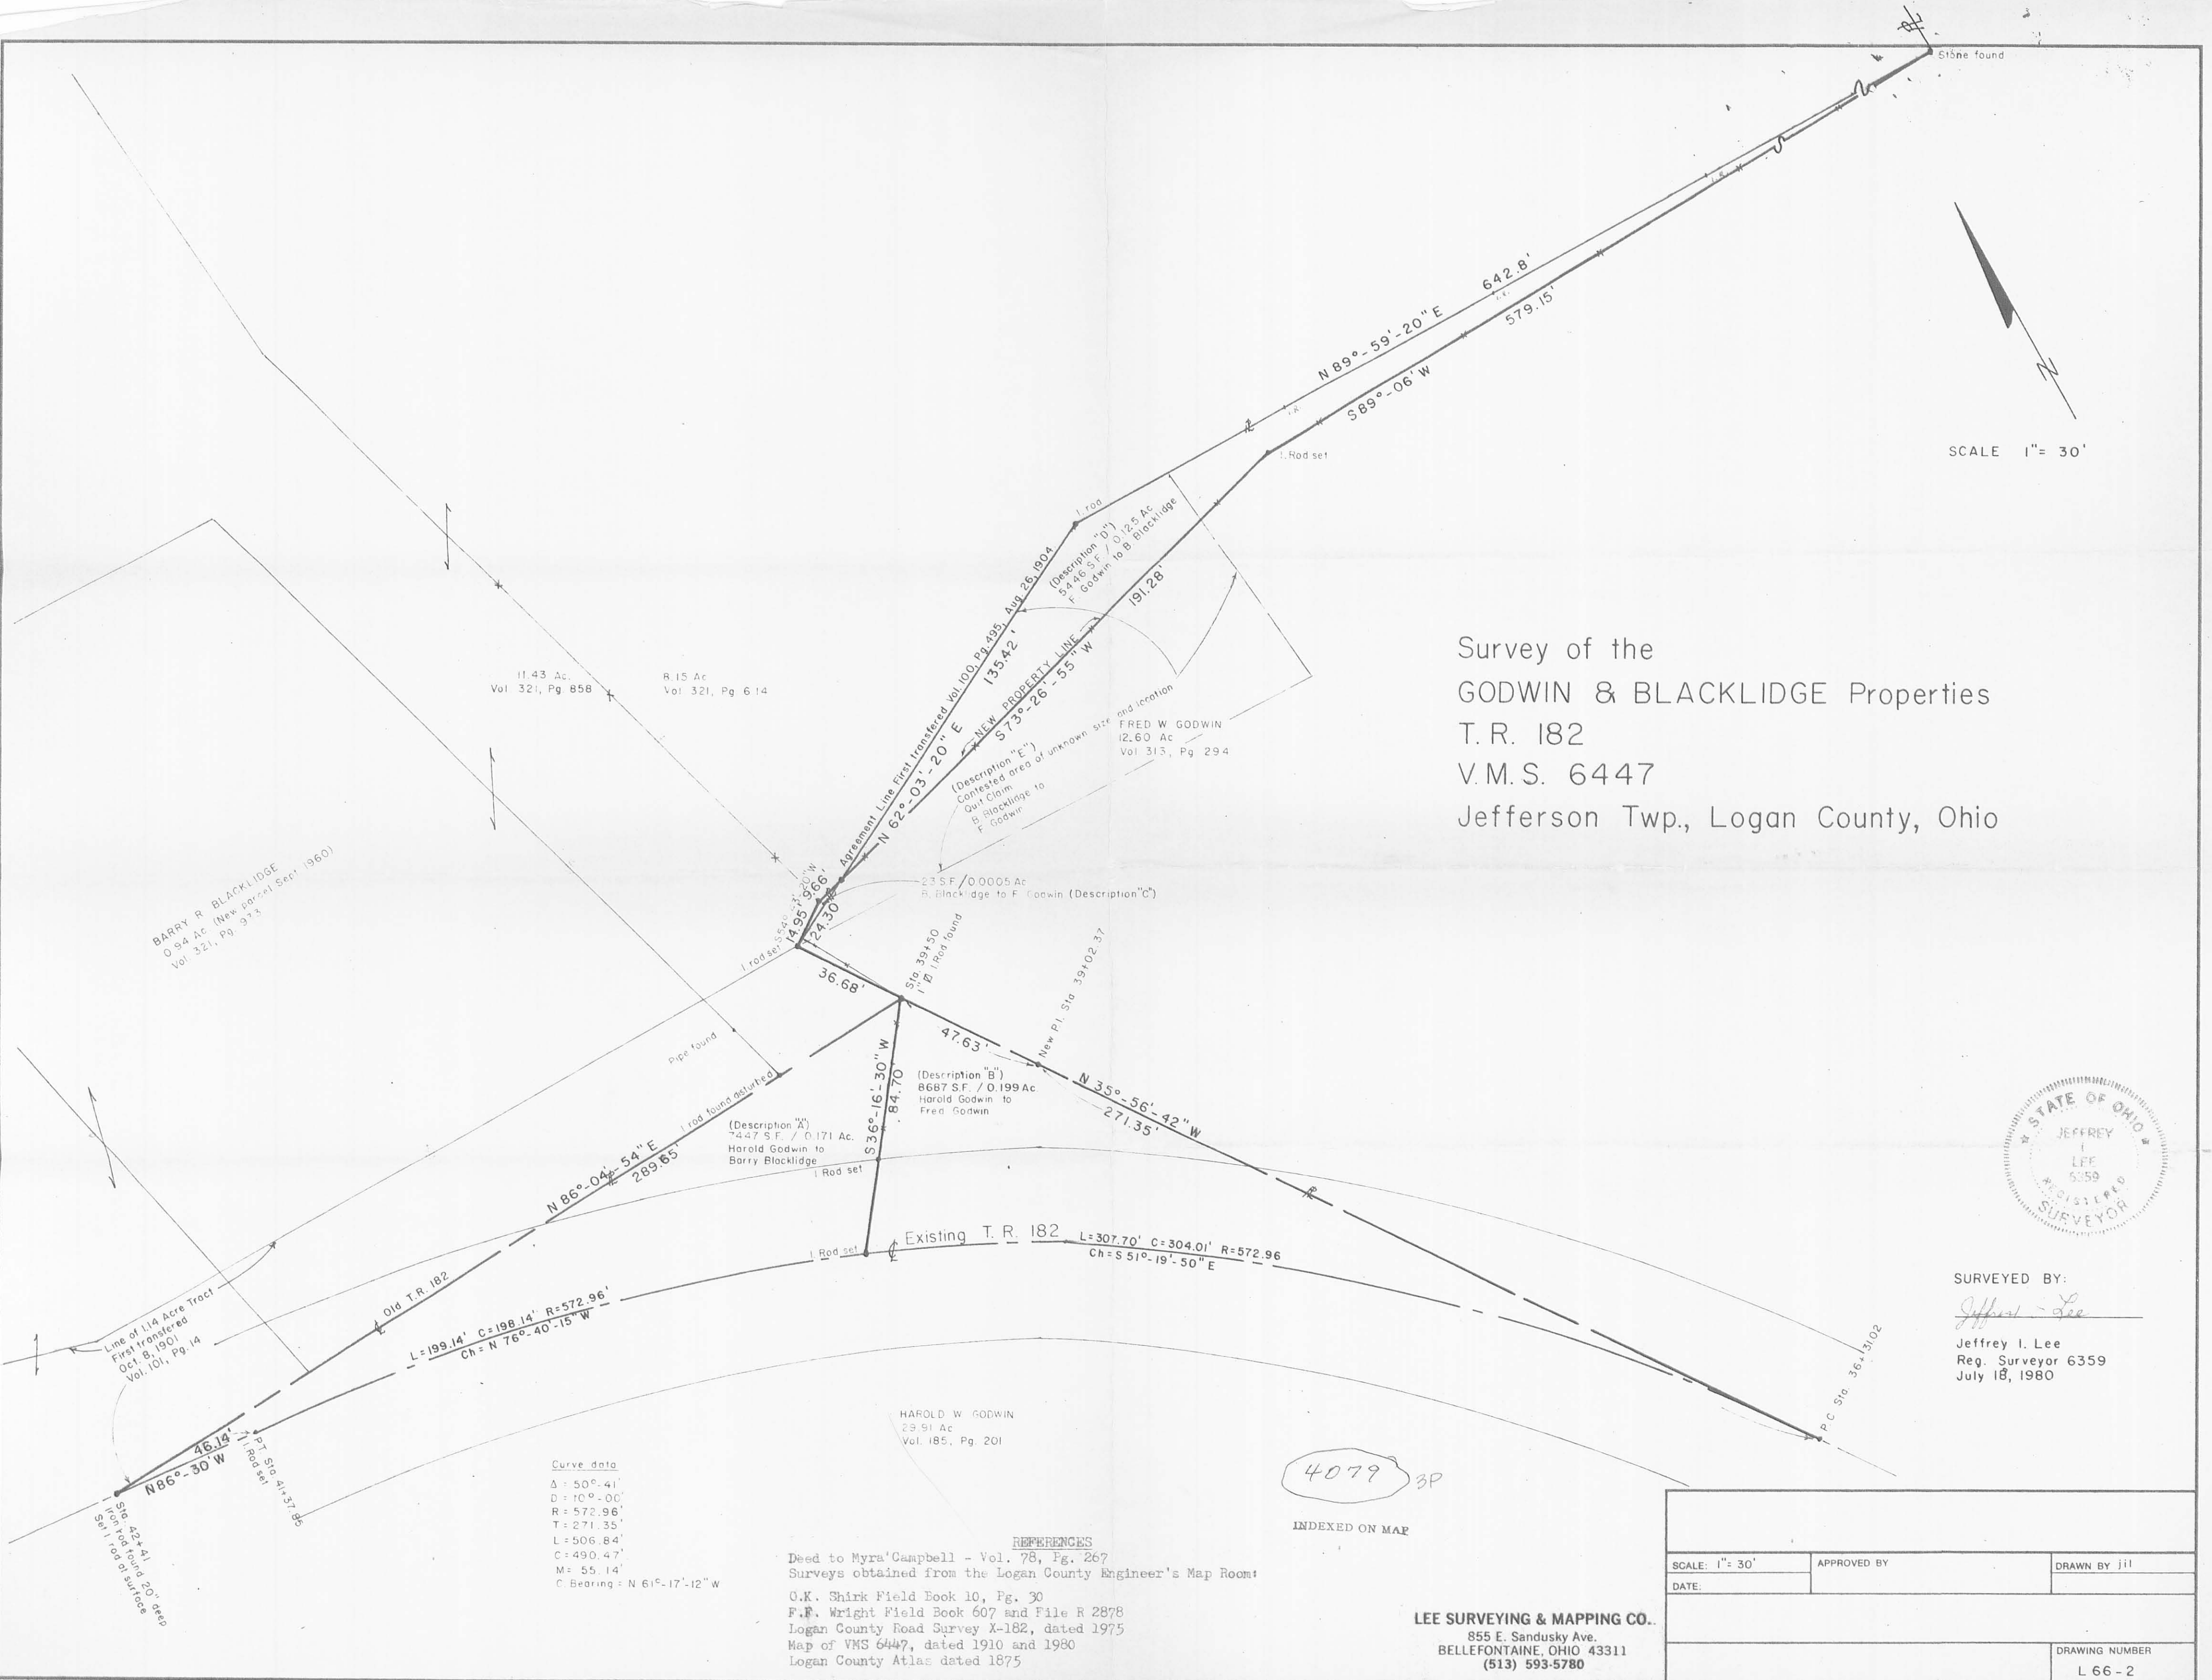 Stone found
642.8'
N 89°-59'-20" E
579.15'
S 89°-06' W
I. Rod set
N
SCALE 1"= 30'
I. rod
(Description "D")
5446 S.F. / 0.125 Ac
F. Godwin to B Blacklidge
191.28'
Agreement Line First transfered Vol. 100, Pg. 495, Aug. 26, 1904
135.42'
N 62°-03'-20" E
NEW PROPERTY LINE
S 73°-26'-55" W
Survey of the
GODWIN & BLACKLIDGE Properties
T. R. 182
V. M. S. 6447
Jefferson Twp., Logan County, Ohio
11.43 Ac.
Vol 321, Pg. 858
8.15 Ac
Vol. 321, Pg 614
(Description "E")
Contested area of unknown size and location
Quit Claim
B. Blacklinge to
F. Godwin
FRED W GODWIN
12.60 Ac
Vol 313, Pg 294
BARRY R BLACKLIDGE
0.94 Ac (New parcel Sept 1960)
Vol. 321, Pg. 973
9.66'
14.95'
24.30'
23 S.F./0.0005 Ac
B. Blacklidge to F. Godwin (Description "C")
I. rod set
36.68'
Sta. 39+50
1" Ø I. Rod found
47.63'
New P.I. Sta 39+02.37
Pipe found
I rod found disturbed
N 35°-56'-42" W
271.35'
S 36°-16'-30" W
84.70'
(Description "B")
8687 S.F. / 0.199 Ac
Harold Godwin to
Fred Godwin
(Description "A")
7447 S.F. / 0.171 Ac.
Harold Godwin to
Barry Blacklidge
I. Rod set
N 86°-04'-54" E
289.65'
STATE OF OHIO
JEFFREY
I
LEE
6359
REGISTERED
SURVEYOR
I. Rod set
Existing T. R. 182
L=307.70' C=304.01' R=572.96
Ch=S 51°-19'-50" E
Old T.R. 182
L=199.14' C=198.14' R=572.96'
Ch= N 76°-40'-15" W
Line of 1.14 Acre Tract
First transfered
Oct. 8, 1901
Vol. 101, Pg. 14
SURVEYED BY:
Jeffrey I. Lee
Jeffrey I. Lee
Reg. Surveyor 6359
July 18, 1980
P.C. Sta. 36+31.02
46.14'
N 86°-30' W
I. Rod set
PT Sta. 41+37.86
Sta. 42+41
Iron rod found 20" deep
Set I rod at surface
HAROLD W GODWIN
29.91 Ac
Vol. 185, Pg. 201
Curve data
Δ = 50°-41'
D = 10°-00'
R = 572.96'
T = 271.35'
L = 506.84'
C = 490.47'
M = 55.14'
C. Bearing = N 61°-17'-12" W
4079
3P
INDEXED ON MAP
REFERENCES
Deed to Myra Campbell - Vol. 78, Pg. 267
Surveys obtained from the Logan County Engineer's Map Room:
O.K. Shirk Field Book 10, Pg. 30
F.F. Wright Field Book 607 and File R 2878
Logan County Road Survey X-182, dated 1975
Map of VMS 6447, dated 1910 and 1980
Logan County Atlas dated 1875
LEE SURVEYING & MAPPING CO.
855 E. Sandusky Ave.
BELLEFONTAINE, OHIO 43311
(513) 593-5780
SCALE: 1"= 30'
APPROVED BY
DRAWN BY jil
DATE:
DRAWING NUMBER
L 66-2